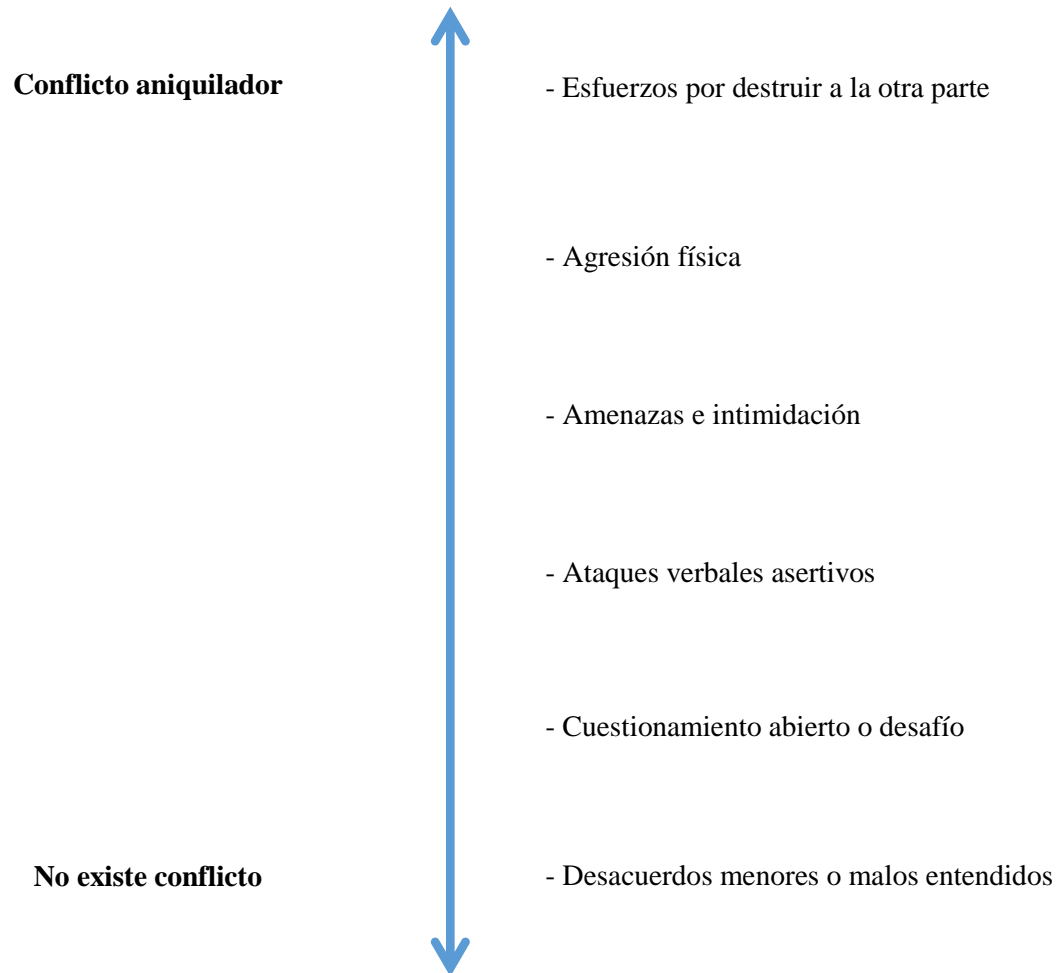 Conflicto aniquilador
- Esfuerzos por destruir a la otra parte
- Agresión física
- Amenazas e intimidación
- Ataques verbales asertivos
- Cuestionamiento abierto o desafío
No existe conflicto
- Desacuerdos menores o malos entendidos